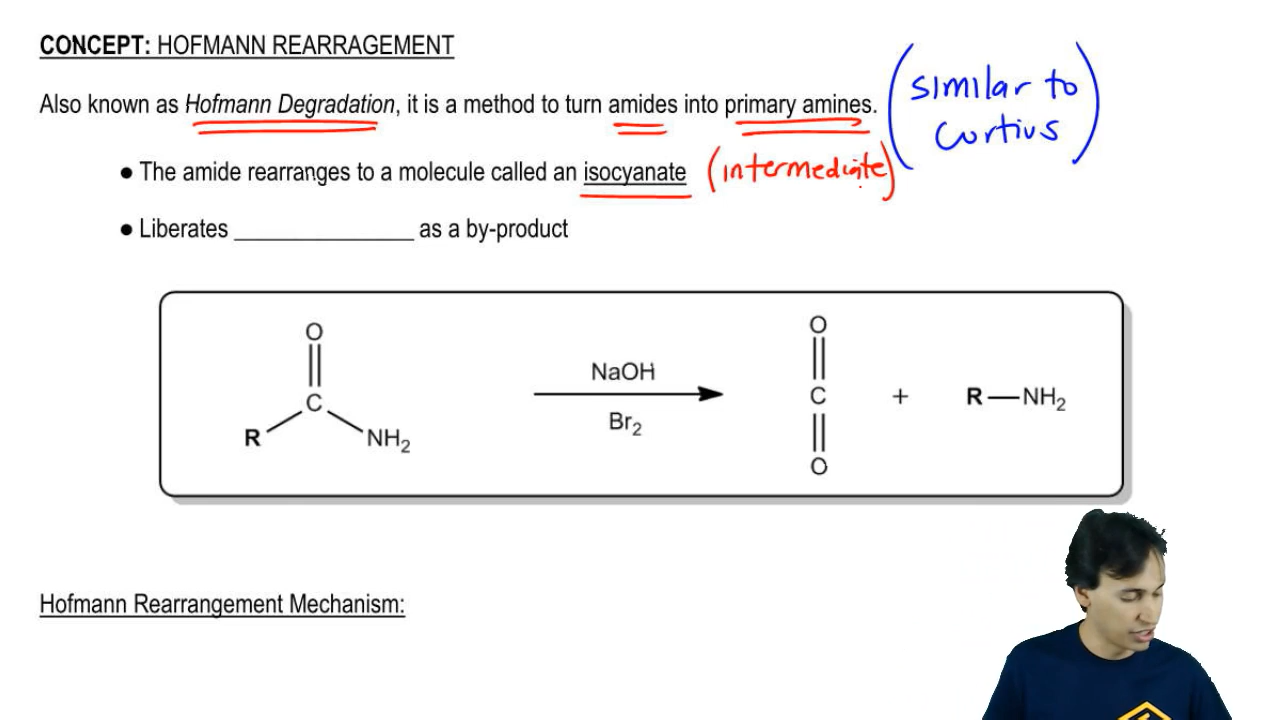 CONCEPT: HOFMANN REARRAGEMENT
Also known as Hofmann Degradation, it is a method to turn amides into primary amines.
(similar to
curtius)
● The amide rearranges to a molecule called an isocyanate (intermediate)
● Liberates _______________ as a by-product
O
C
R
NH2
NaOH
Br2
O
C
O
+
R—NH2
Hofmann Rearrangement Mechanism: